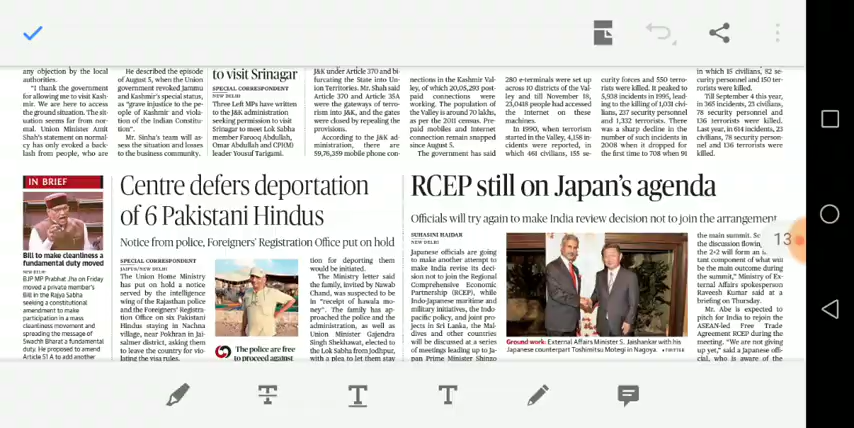 any objection by the local
authorities.
"I thank the government
for allowing me to visit Kash-
mir. We are here to access
the ground situation. The sit-
uation seems far from nor-
mal. Union Minister Amit
Shah's statement on normal-
cy has only evoked a back-
lash from people, who are
He described the episode
of August 5, when the Union
government revoked Jammu
and Kashmir's special status,
as "grave injustice to the peo-
ple of Kashmir and viola-
tion of the Indian Constitu-
tion".
Mr. Sinha's team will as-
sess the situation and losses
to the business community.
to visit Srinagar
SPECIAL CORRESPONDENT
NEW DELHI
Three Left MPs have written
to the J&K administration
seeking permission to visit
Srinagar to meet Lok Sabha
member Farooq Abdullah,
Omar Abdullah and CPI(M)
leader Yousuf Tarigami.
J&K under Article 370 and bi-
furcating the State into Un-
ion Territories. Mr. Shah said
Article 370 and Article 35A
were the gateways of terror-
ism into J&K, and the gates
were closed by repealing the
provisions.
According to the J&K ad-
ministration, there are
59,76,359 mobile phone con-
nections in the Kashmir Val-
ley, of which 20,05,293 post
paid connections were
working. The population of
the Valley is around 70 lakhs,
as per the 2011 census. Pre-
paid mobiles and Internet
connection remain snapped
since August 5.
The government has said
280 e-terminals were set up
across 10 districts of the Val-
ley and till November 18,
23,0418 people had accessed
the Internet on these
machines.
In 1990, when terrorism
started in the Valley, 4,158 in-
cidents were reported, in
which 461 civilians, 155 se-
curity forces and 550 terror-
ists were killed. It peaked to
5,938 incidents in 1995, lead-
ing to the killing of 1,031 civi-
lians, 237 security personnel
and 1,332 terrorists. There
was a sharp decline in the
number of such incidents in
2008 when it dropped for
the first time to 708 when 91
in which 15 civilians, 82 se-
curity personnel and 150 ter-
rorists were killed.
Till September 4 this year,
in 365 incidents, 23 civilians,
78 security personnel and
136 terrorists were killed.
Last year, in 614 incidents, 23
civilians, 78 security person-
nel and 136 terrorists were
killed.
IN BRIEF
Bill to make cleanliness a
fundamental duty moved
NEW DELHI
BJP MP Prabhat Jha on Friday
moved a private member's
Bill in the Rajya Sabha
seeking a constitutional
amendment to make
participation in a mass
cleanliness movement and
spreading the message of
Swachh Bharat a fundamental
duty. He proposed to amend
Article 51 A to add another
Centre defers deportation
of 6 Pakistani Hindus
Notice from police, Foreigners' Registration Office put on hold
SPECIAL CORRESPONDENT
JAIPUR/NEW DELHI
The Union Home Ministry
has put on hold a notice
served by the intelligence
wing of the Rajasthan police
and the Foreigners' Registra-
tion Office on six Pakistani
Hindus staying in Nachna
village, near Pokhran in Jai-
salmer district, asking them
to leave the country for vio-
lating the visa rules.
The police are free
to proceed against
tion for deporting them
would be initiated.
The Ministry letter said
the family, invited by Nawab
Chand, was suspected to be
in "receipt of hawala mo-
ney". The family has ap-
proached the police and the
administration, as well as
Union Minister Gajendra
Singh Shekhawat, elected to
the Lok Sabha from Jodhpur,
with a plea to let them stay
RCEP still on Japan's agenda
Officials will try again to make India review decision not to join the arrangement
SUHASINI HAIDAR
NEW DELHI
Japanese officials are going
to make another attempt to
make India revise its deci-
sion not to join the Regional
Comprehensive Economic
Partnership (RCEP), while
Indo-Japanese maritime and
military initiatives, the Indo-
pacific policy, and joint pro-
jects in Sri Lanka, the Mal-
dives and other countries
will be discussed at a series
of meetings leading up to Ja-
pan Prime Minister Shinzo
Ground work: External Affairs Minister S. Jaishankar with his
Japanese counterpart Toshimitsu Motegi in Nagoya. TWITTER
the main summit. So
the discussion flowing
the 2+2 will form an i
tant component of what wo
be the main outcome during
the summit," Ministry of Ex-
ternal Affairs spokesperson
Raveesh Kumar said at a
briefing on Thursday.
Mr. Abe is expected to
pitch for India to rejoin the
ASEAN-led Free Trade
Agreement RCEP during the
meeting. "We are not giving
up yet," said a Japanese offi-
cial, who is aware of the
13
T
T
T